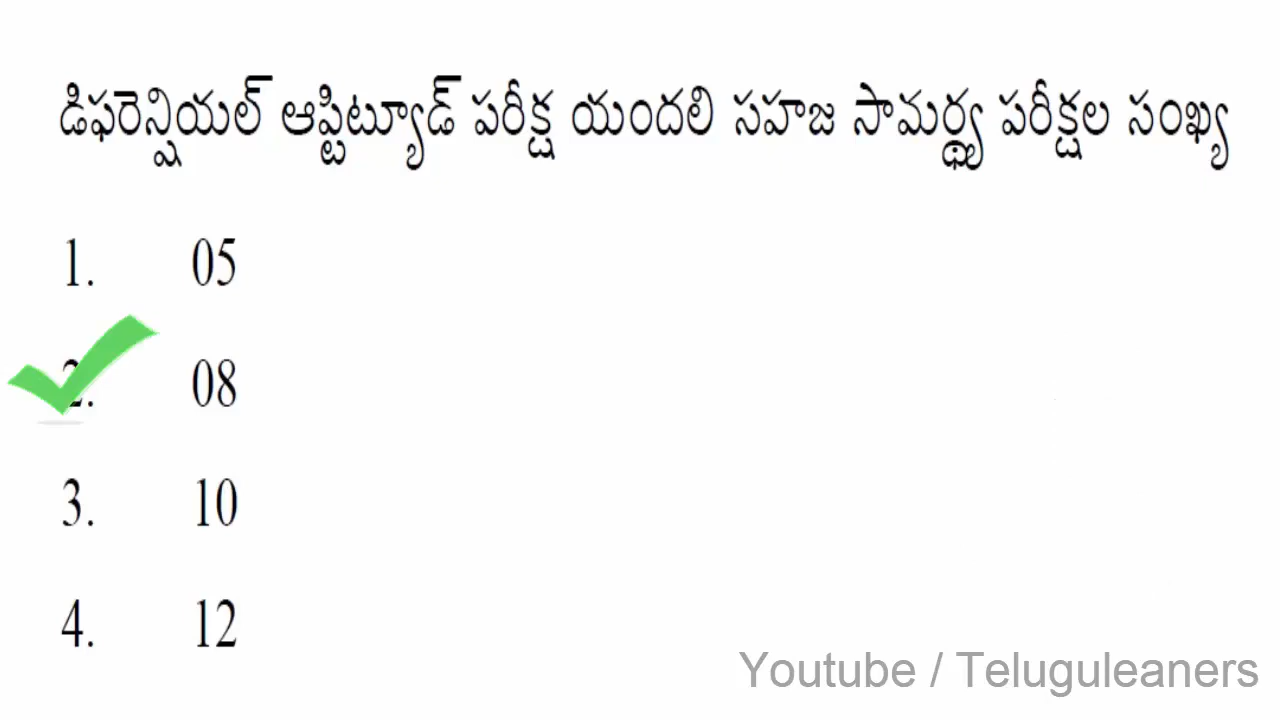 డిఫరెన్షియల్ ఆప్టిట్యూడ్ పరీక్ష యందలి సహజ సామర్థ్య పరీక్షల సంఖ్య
1. 05
2. 08
3. 10
4. 12
Youtube / Teluguleaners